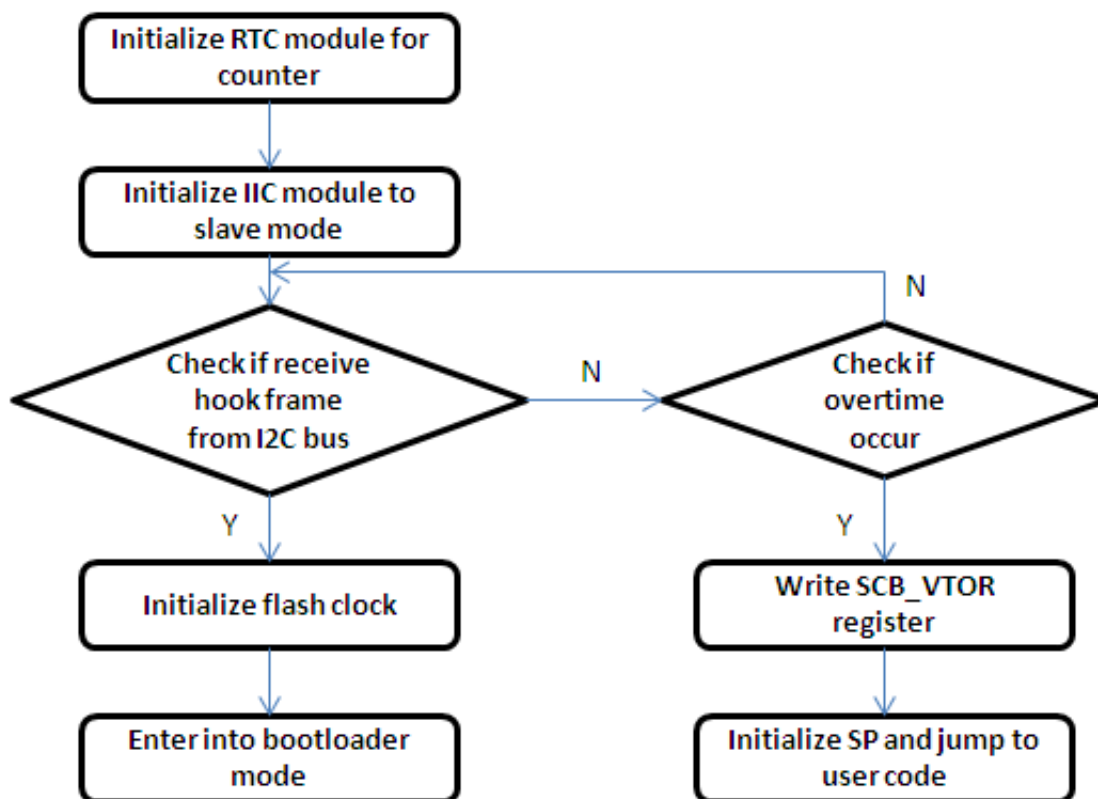 Initialize RTC module for
counter
Initialize IIC module to
slave mode
N
Check if receive
hook frame
from I2C bus
N
Check if
overtime
occur
Y
Y
Initialize flash clock
Write SCB_VTOR
register
Enter into bootloader
mode
Initialize SP and jump to
user code